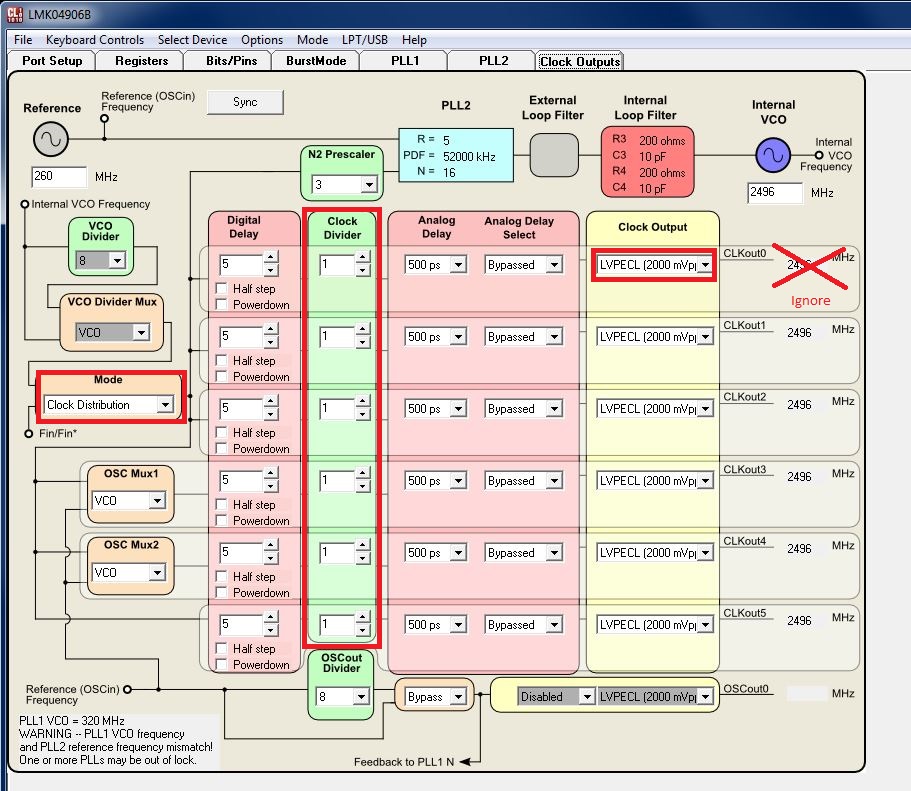 LMK04906B
File Keyboard Controls Select Device Options Mode LPT/USB Help
Port Setup Registers Bits/Pins BurstMode PLL1 PLL2 Clock Outputs
Reference
Reference (OSCin)
Frequency
Sync
260 MHz
PLL2
R = 5
PDF = 52000 kHz
N = 16
External
Loop Filter
Internal
Loop Filter
R3 200 ohms
C3 10 pF
R4 200 ohms
C4 10 pF
Internal
VCO
Internal
VCO
Frequency
2496 MHz
N2 Prescaler
3
Internal VCO Frequency
VCO
Divider
8
VCO Divider Mux
VCO
Mode
Clock Distribution
Fin/Fin*
OSC Mux1
VCO
OSC Mux2
VCO
Digital
Delay
Clock
Divider
Analog
Delay
Analog Delay
Select
Clock Output
5 1 500 ps Bypassed LVPECL (2000 mVp CLKout0 MHz
Half step
Powerdown
Ignore
5 1 500 ps Bypassed LVPECL (2000 mVp CLKout1 2496 MHz
Half step
Powerdown
5 1 500 ps Bypassed LVPECL (2000 mVp CLKout2 2496 MHz
Half step
Powerdown
5 1 500 ps Bypassed LVPECL (2000 mVp CLKout3 2496 MHz
Half step
Powerdown
5 1 500 ps Bypassed LVPECL (2000 mVp CLKout4 2496 MHz
Half step
Powerdown
5 1 500 ps Bypassed LVPECL (2000 mVp CLKout5 2496 MHz
Half step
Powerdown
OSCout
Divider
8
Bypass
Disabled LVPECL (2000 mVp OSCout0 MHz
Reference (OSCin)
Frequency
PLL1 VCO = 320 MHz
WARNING -- PLL1 VCO frequency
and PLL2 reference frequency mismatch!
One or more PLLs may be out of lock.
Feedback to PLL1 N